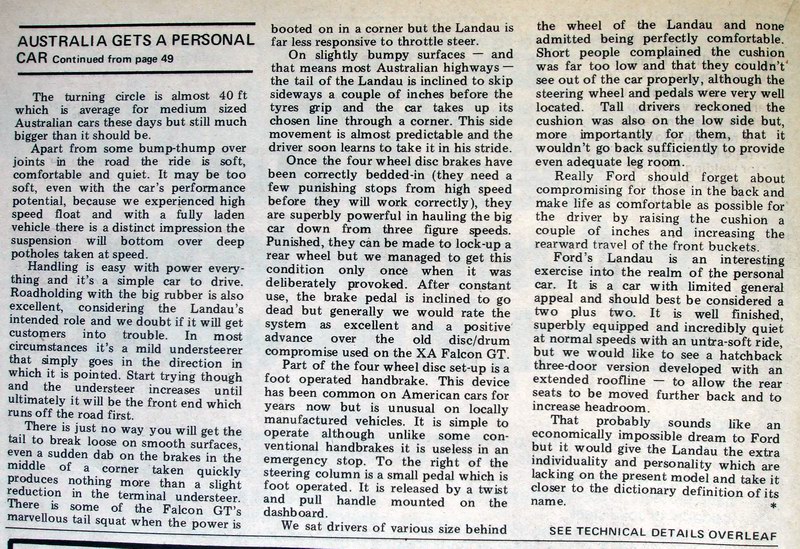 AUSTRALIA GETS A PERSONAL
CAR Continued from page 49
The turning circle is almost 40 ft
which is average for medium sized
Australian cars these days but still much
bigger than it should be.
Apart from some bump-thump over
joints in the road the ride is soft,
comfortable and quiet. It may be too
soft, even with the car's performance
potential, because we experienced high
speed float and with a fully laden
vehicle there is a distinct impression the
suspension will bottom over deep
potholes taken at speed.
Handling is easy with power every-
thing and it's a simple car to drive.
Roadholding with the big rubber is also
excellent, considering the Landau's
intended role and we doubt if it will get
customers into trouble. In most
circumstances it's a mild understeerer
that simply goes in the direction in
which it is pointed. Start trying though
and the understeer increases until
ultimately it will be the front end which
runs off the road first.
There is just no way you will get the
tail to break loose on smooth surfaces,
even a sudden dab on the brakes in the
middle of a corner taken quickly
produces nothing more than a slight
reduction in the terminal understeer.
There is some of the Falcon GT's
marvellous tail squat when the power is
booted on in a corner but the Landau is
far less responsive to throttle steer.
On slightly bumpy surfaces — and
that means most Australian highways —
the tail of the Landau is inclined to skip
sideways a couple of inches before the
tyres grip and the car takes up its
chosen line through a corner. This side
movement is almost predictable and the
driver soon learns to take it in his stride.
Once the four wheel disc brakes have
been correctly bedded-in (they need a
few punishing stops from high speed
before they will work correctly), they
are superbly powerful in hauling the big
car down from three figure speeds.
Punished, they can be made to lock-up a
rear wheel but we managed to get this
condition only once when it was
deliberately provoked. After constant
use, the brake pedal is inclined to go
dead but generally we would rate the
system as excellent and a positive
advance over the old disc/drum
compromise used on the XA Falcon GT.
Part of the four wheel disc set-up is a
foot operated handbrake. This device
has been common on American cars for
years now but is unusual on locally
manufactured vehicles. It is simple to
operate although unlike some con-
ventional handbrakes it is useless in an
emergency stop. To the right of the
steering column is a small pedal which is
foot operated. It is released by a twist
and pull handle mounted on the
dashboard.
We sat drivers of various size behind
the wheel of the Landau and none
admitted being perfectly comfortable.
Short people complained the cushion
was far too low and that they couldn't
see out of the car properly, although the
steering wheel and pedals were very well
located. Tall drivers reckoned the
cushion was also on the low side but,
more importantly for them, that it
wouldn't go back sufficiently to provide
even adequate leg room.
Really Ford should forget about
compromising for those in the back and
make life as comfortable as possible for
the driver by raising the cushion a
couple of inches and increasing the
rearward travel of the front buckets.
Ford's Landau is an interesting
exercise into the realm of the personal
car. It is a car with limited general
appeal and should best be considered a
two plus two. It is well finished,
superbly equipped and incredibly quiet
at normal speeds with an untra-soft ride,
but we would like to see a hatchback
three-door version developed with an
extended roofline — to allow the rear
seats to be moved further back and to
increase headroom.
That probably sounds like an
economically impossible dream to Ford
but it would give the Landau the extra
individuality and personality which are
lacking on the present model and take it
closer to the dictionary definition of its
name. *
SEE TECHNICAL DETAILS OVERLEAF